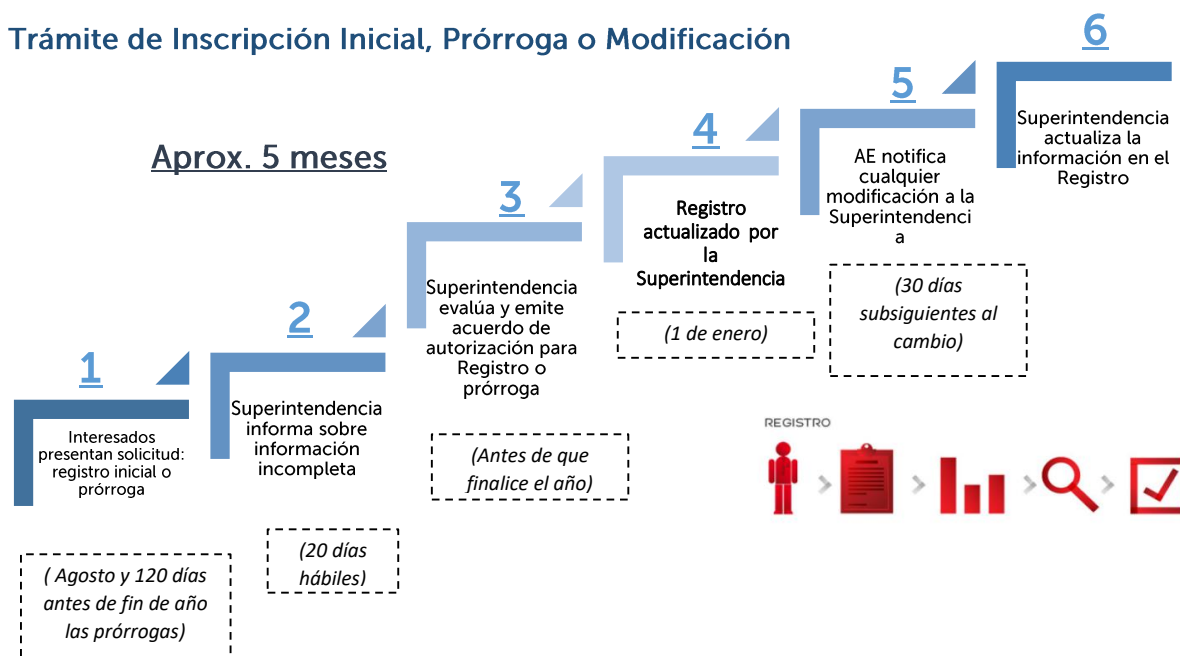 Trámite de Inscripción Inicial, Prórroga o Modificación
Aprox. 5 meses
1
Interesados
presentan solicitud:
registro inicial o
prórroga
( Agosto y 120 días
antes de fin de año
las prórrogas)
2
Superintendencia
informa sobre
información
incompleta
(20 días
hábiles)
3
Superintendencia
evalúa y emite
acuerdo de
autorización para
Registro o
prórroga
(Antes de que
finalice el año)
4
Registro
actualizado por
la
Superintendencia
(1 de enero)
5
AE notifica
cualquier
modificación a la
Superintendenci
a
(30 días
subsiguientes al
cambio)
6
Superintendencia
actualiza la
información en el
Registro
REGISTRO